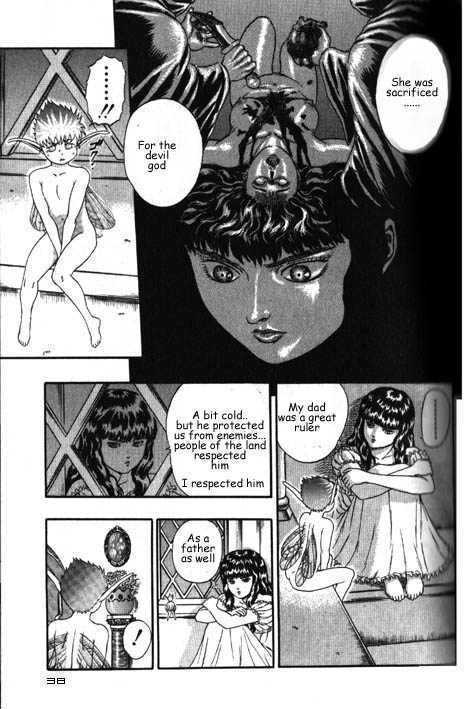 She was
sacrificed
......
For the
devil
god
......!!
My dad
was a great
ruler
A bit cold..
but he protected
us from enemies...
people of the land
respected
him
I respected him
As a
father
as well
!
38